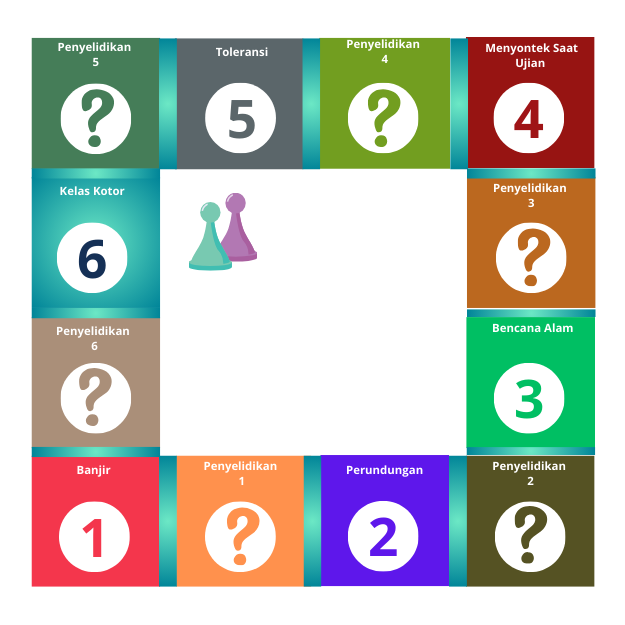 Penyelidikan
5
?
Toleransi
5
Penyelidikan
4
?
Menyontek Saat
Ujian
4
Kelas Kotor
6
Penyelidikan
3
?
Penyelidikan
6
?
Bencana Alam
3
Banjir
1
Penyelidikan
1
?
Perundungan
2
Penyelidikan
2
?